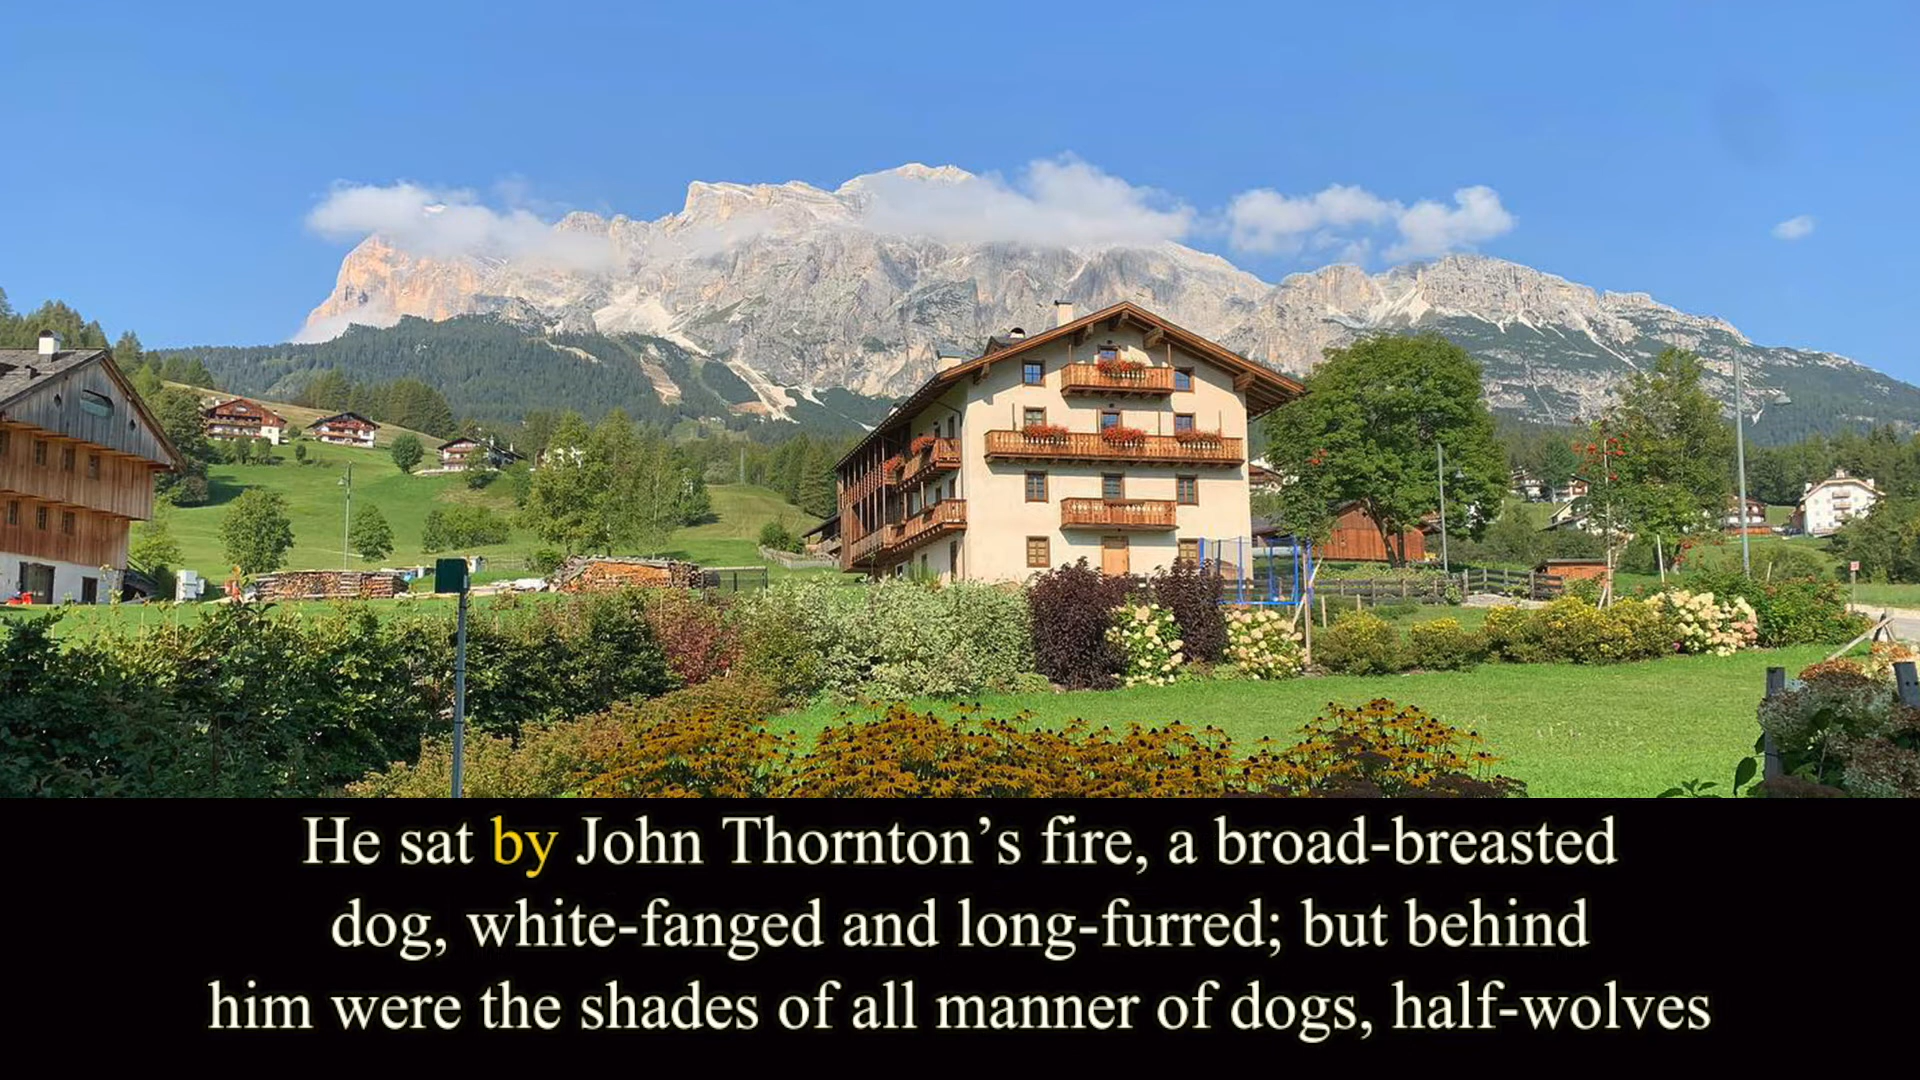 He sat by John Thornton’s fire, a broad-breasted
dog, white-fanged and long-furred; but behind
him were the shades of all manner of dogs, half-wolves